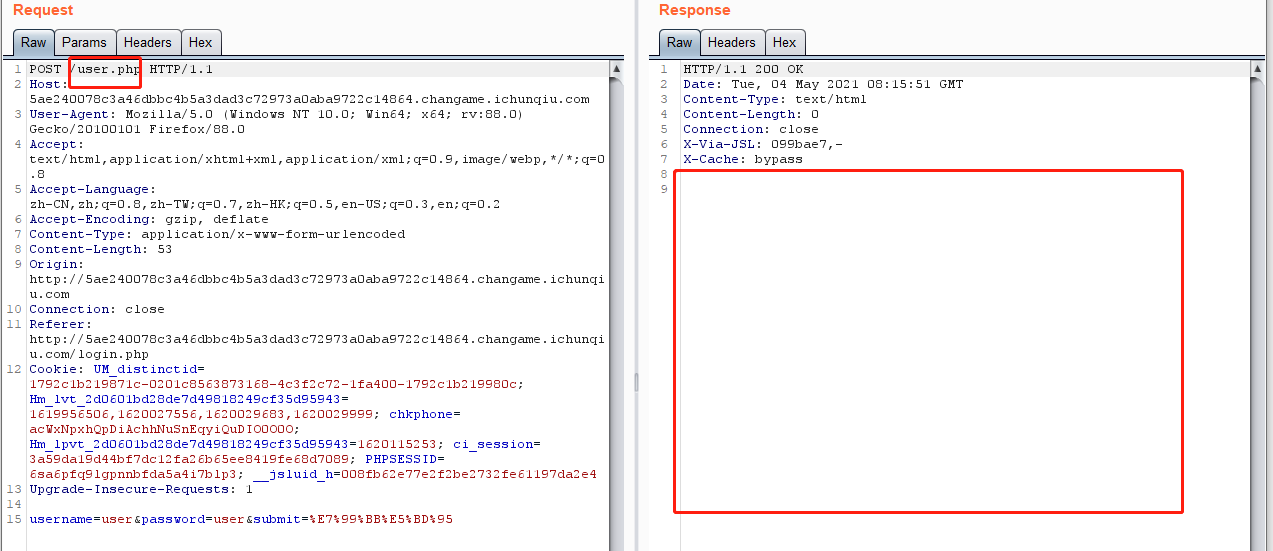 Request
Raw Params Headers Hex
1 POST /user.php HTTP/1.1
2 Host:
5ae240078c3a46dbbc4b5a3dad3c72973a0aba9722c14864.changame.ichunqiu.com
3 User-Agent: Mozilla/5.0 (Windows NT 10.0; Win64; x64; rv:88.0)
Gecko/20100101 Firefox/88.0
4 Accept:
text/html,application/xhtml+xml,application/xml;q=0.9,image/webp,*/*;q=0
.8
5 Accept-Language:
zh-CN,zh;q=0.8,zh-TW;q=0.7,zh-HK;q=0.5,en-US;q=0.3,en;q=0.2
6 Accept-Encoding: gzip, deflate
7 Content-Type: application/x-www-form-urlencoded
8 Content-Length: 53
9 Origin:
http://5ae240078c3a46dbbc4b5a3dad3c72973a0aba9722c14864.changame.ichunqi
u.com
10 Connection: close
11 Referer:
http://5ae240078c3a46dbbc4b5a3dad3c72973a0aba9722c14864.changame.ichunqi
u.com/login.php
12 Cookie: UM_distinctid=
1792c1b219871c-0201c8563873168-4c3f2c72-1fa400-1792c1b219980c;
Hm_lvt_2d0601bd28de7d49818249cf35d95943=
1619956506,1620027556,1620029683,1620029999; chkphone=
acWxNpxhQpDiAchhNuSnEqyiQuDIO0O0O;
Hm_lpvt_2d0601bd28de7d49818249cf35d95943=1620115253; ci_session=
3a59da19d44bf7dc12fa26b65ee8419fe68d7089; PHPSESSID=
6sa6pfq9lgpnnbfda5a4i7blp3; __jsluid_h=008fb62e77e2f2be2732fe61197da2e4
13 Upgrade-Insecure-Requests: 1
14
15 username=user&password=user&submit=%E7%99%BB%E5%BD%95
Response
Raw Headers Hex
1 HTTP/1.1 200 OK
2 Date: Tue, 04 May 2021 08:15:51 GMT
3 Content-Type: text/html
4 Content-Length: 0
5 Connection: close
6 X-Via-JSL: 099bae7,-
7 X-Cache: bypass
8
9